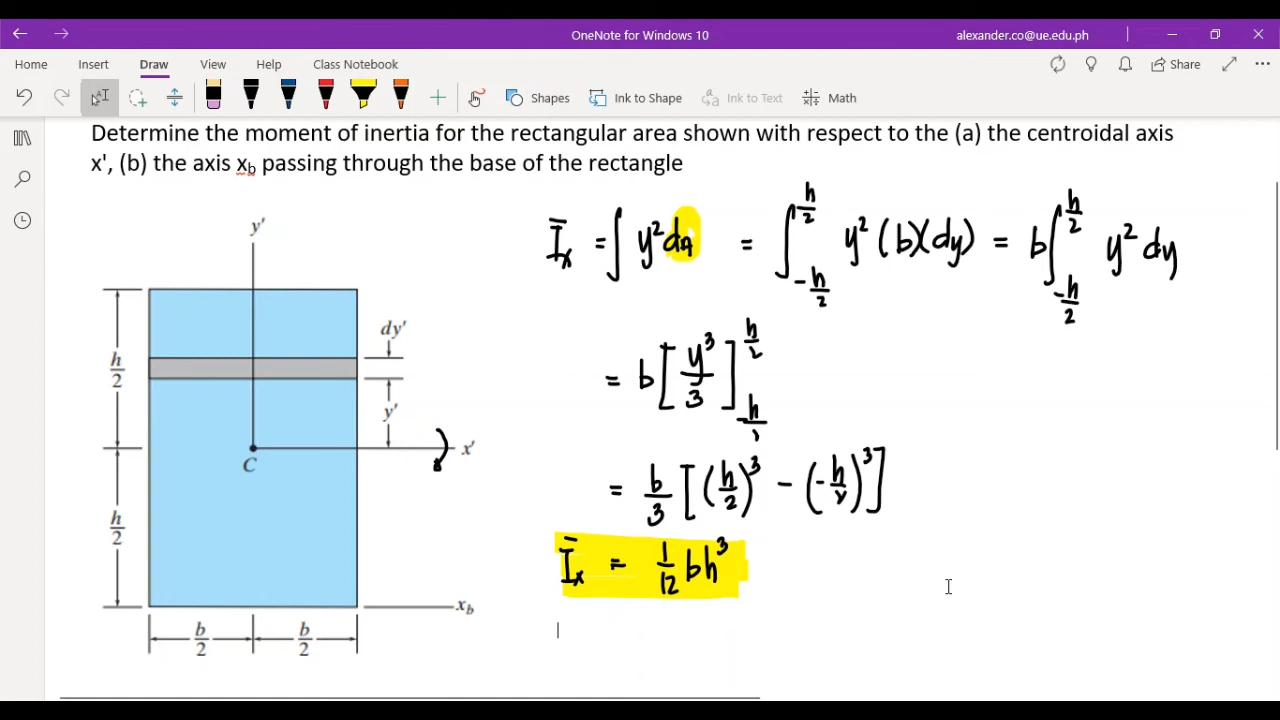 OneNote for Windows 10
alexander.co@ue.edu.ph
Home Insert Draw View Help Class Notebook Share
Shapes Ink to Shape Ink to Text Math
Determine the moment of inertia for the rectangular area shown with respect to the (a) the centroidal axis
x', (b) the axis x_b passing through the base of the rectangle
Ī_x = ∫ y² dA = ∫_{-h/2}^{h/2} y² (b)(dy) = b ∫_{-h/2}^{h/2} y² dy
= b [y³/3]_{-h/}^{h/2}
= b/3 [(h/2)³ - (-h/2)³]
Ī_x = 1/12 bh³
y'
dy'
h/2
y'
x'
C
h/2
x_b
b/2 b/2